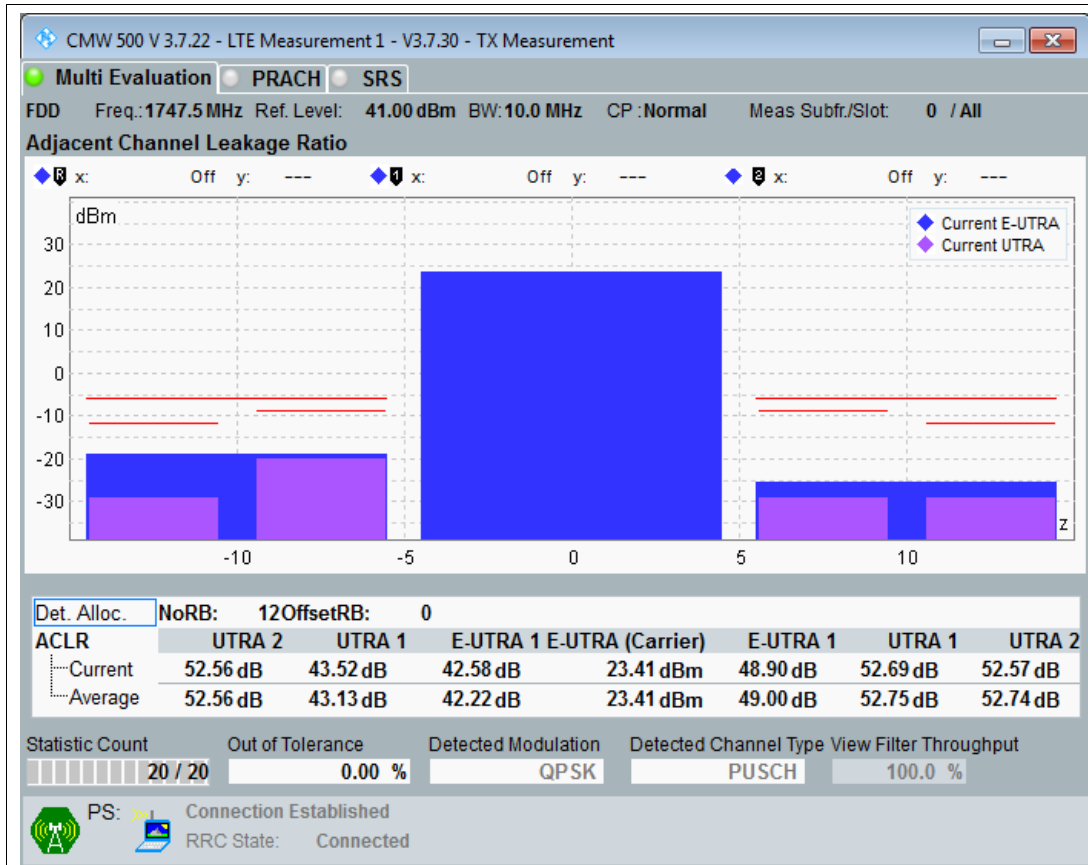 CMW 500 V 3.7.22 - LTE Measurement 1 - V3.7.30 - TX Measurement
Multi Evaluation PRACH SRS
FDD Freq.: 1747.5 MHz Ref. Level: 41.00 dBm BW: 10.0 MHz CP : Normal Meas Subfr./Slot: 0 / All
Adjacent Channel Leakage Ratio
R x: Off y: --- 1 x: Off y: --- 2 x: Off y: ---
dBm
Current E-UTRA
Current UTRA
30
20
10
0
-10
-20
-30
z
-10 -5 0 5 10
Det. Alloc. NoRB: 12 OffsetRB: 0
ACLR UTRA 2 UTRA 1 E-UTRA 1 E-UTRA (Carrier) E-UTRA 1 UTRA 1 UTRA 2
Current 52.56 dB 43.52 dB 42.58 dB 23.41 dBm 48.90 dB 52.69 dB 52.57 dB
Average 52.56 dB 43.13 dB 42.22 dB 23.41 dBm 49.00 dB 52.75 dB 52.74 dB
Statistic Count Out of Tolerance Detected Modulation Detected Channel Type View Filter Throughput
20 / 20 0.00 % QPSK PUSCH 100.0 %
PS: Connection Established
RRC State: Connected